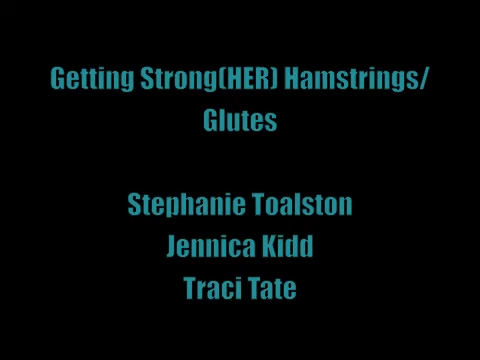 Getting Strong(HER) Hamstrings/
Glutes
Stephanie Toalston
Jennica Kidd
Traci Tate